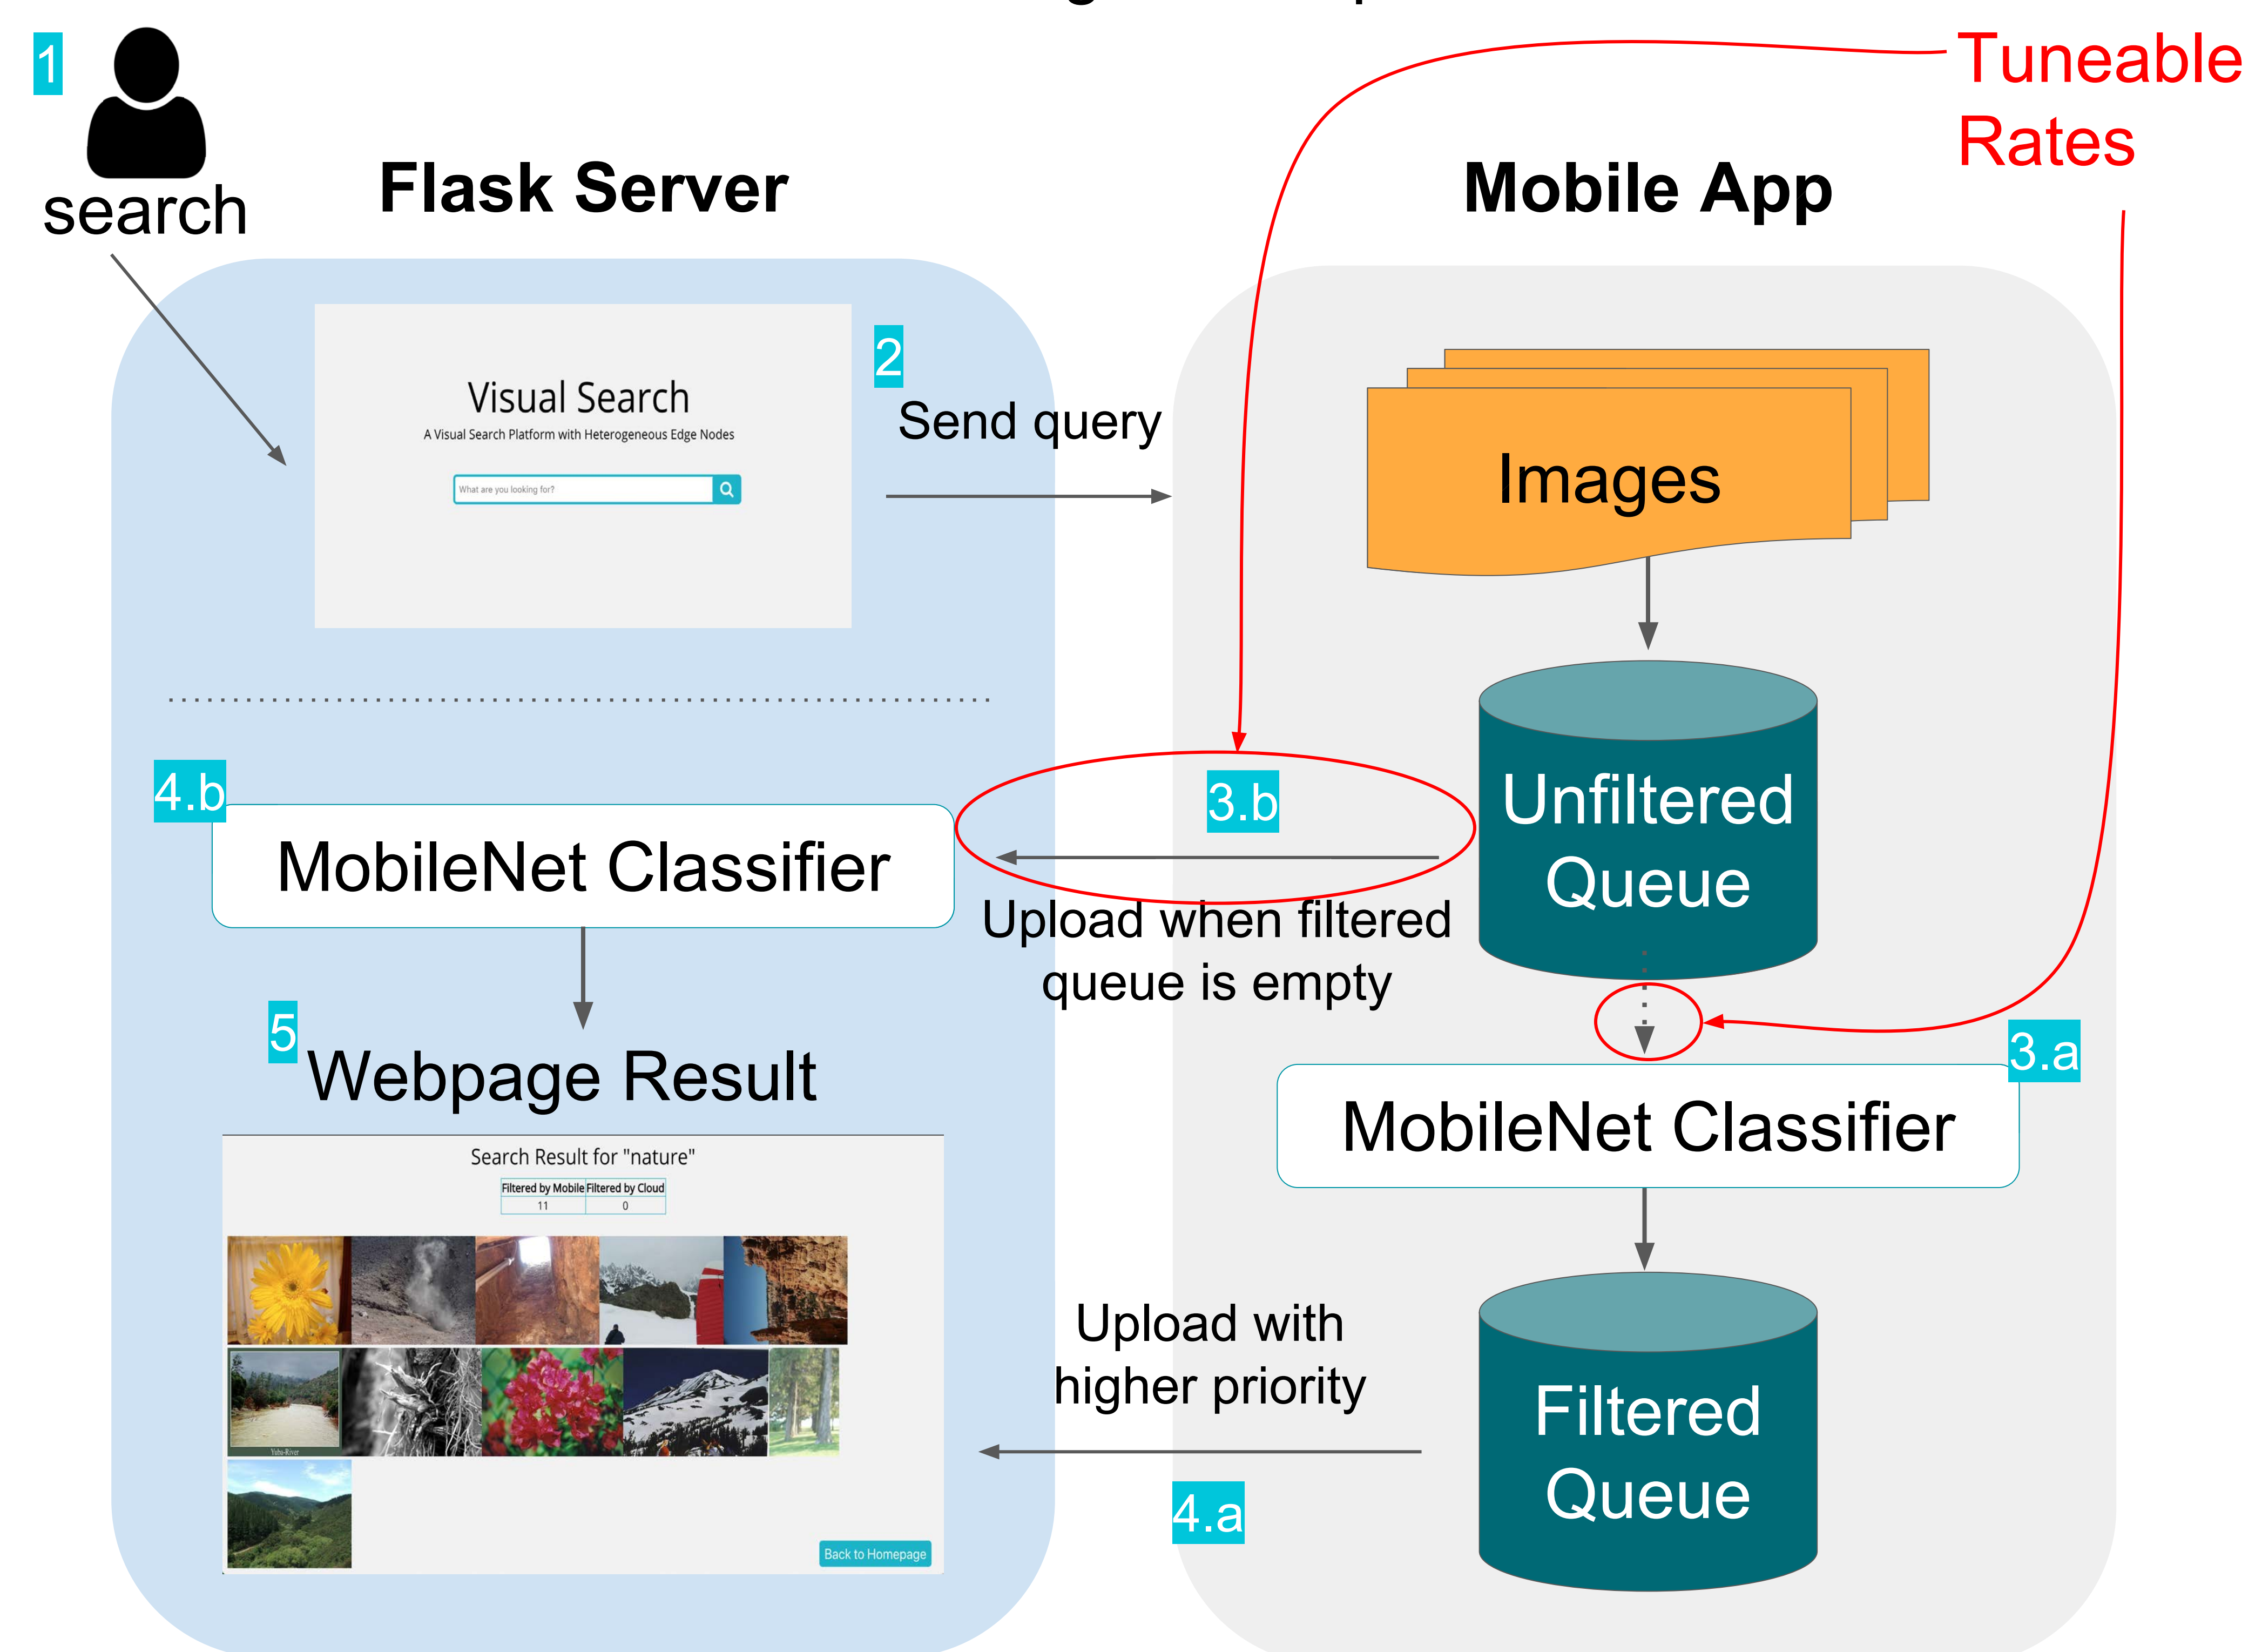 1
search
Flask Server
Mobile App
Tuneable
Rates
Visual Search
A Visual Search Platform with Heterogeneous Edge Nodes
What are you looking for?
2
Send query
Images
Unfiltered
Queue
3.b
Upload when filtered
queue is empty
4.b
MobileNet Classifier
3.a
MobileNet Classifier
5
Webpage Result
Search Result for "nature"
Filtered by Mobile Filtered by Cloud
11 0
Yuba-River
Back to Homepage
Upload with
higher priority
4.a
Filtered
Queue